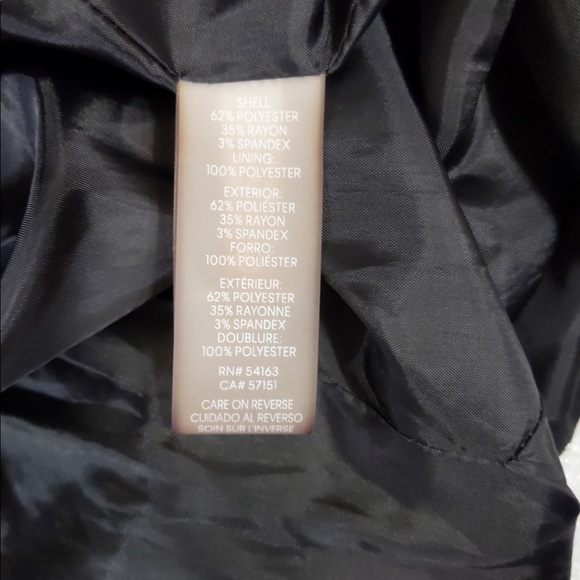 SHELL:
62% POLYESTER
35% RAYON
3% SPANDEX
LINING:
100% POLYESTER
EXTERIOR:
62% POLIÉSTER
35% RAYON
3% SPANDEX
FORRO:
100% POLIÉSTER
EXTÉRIEUR:
62% POLYESTER
35% RAYONNE
3% SPANDEX
DOUBLURE:
100% POLYESTER
RN# 54163
CA# 57151
CARE ON REVERSE
CUIDADO AL REVERSO
SOIN SUR L'INVERSE